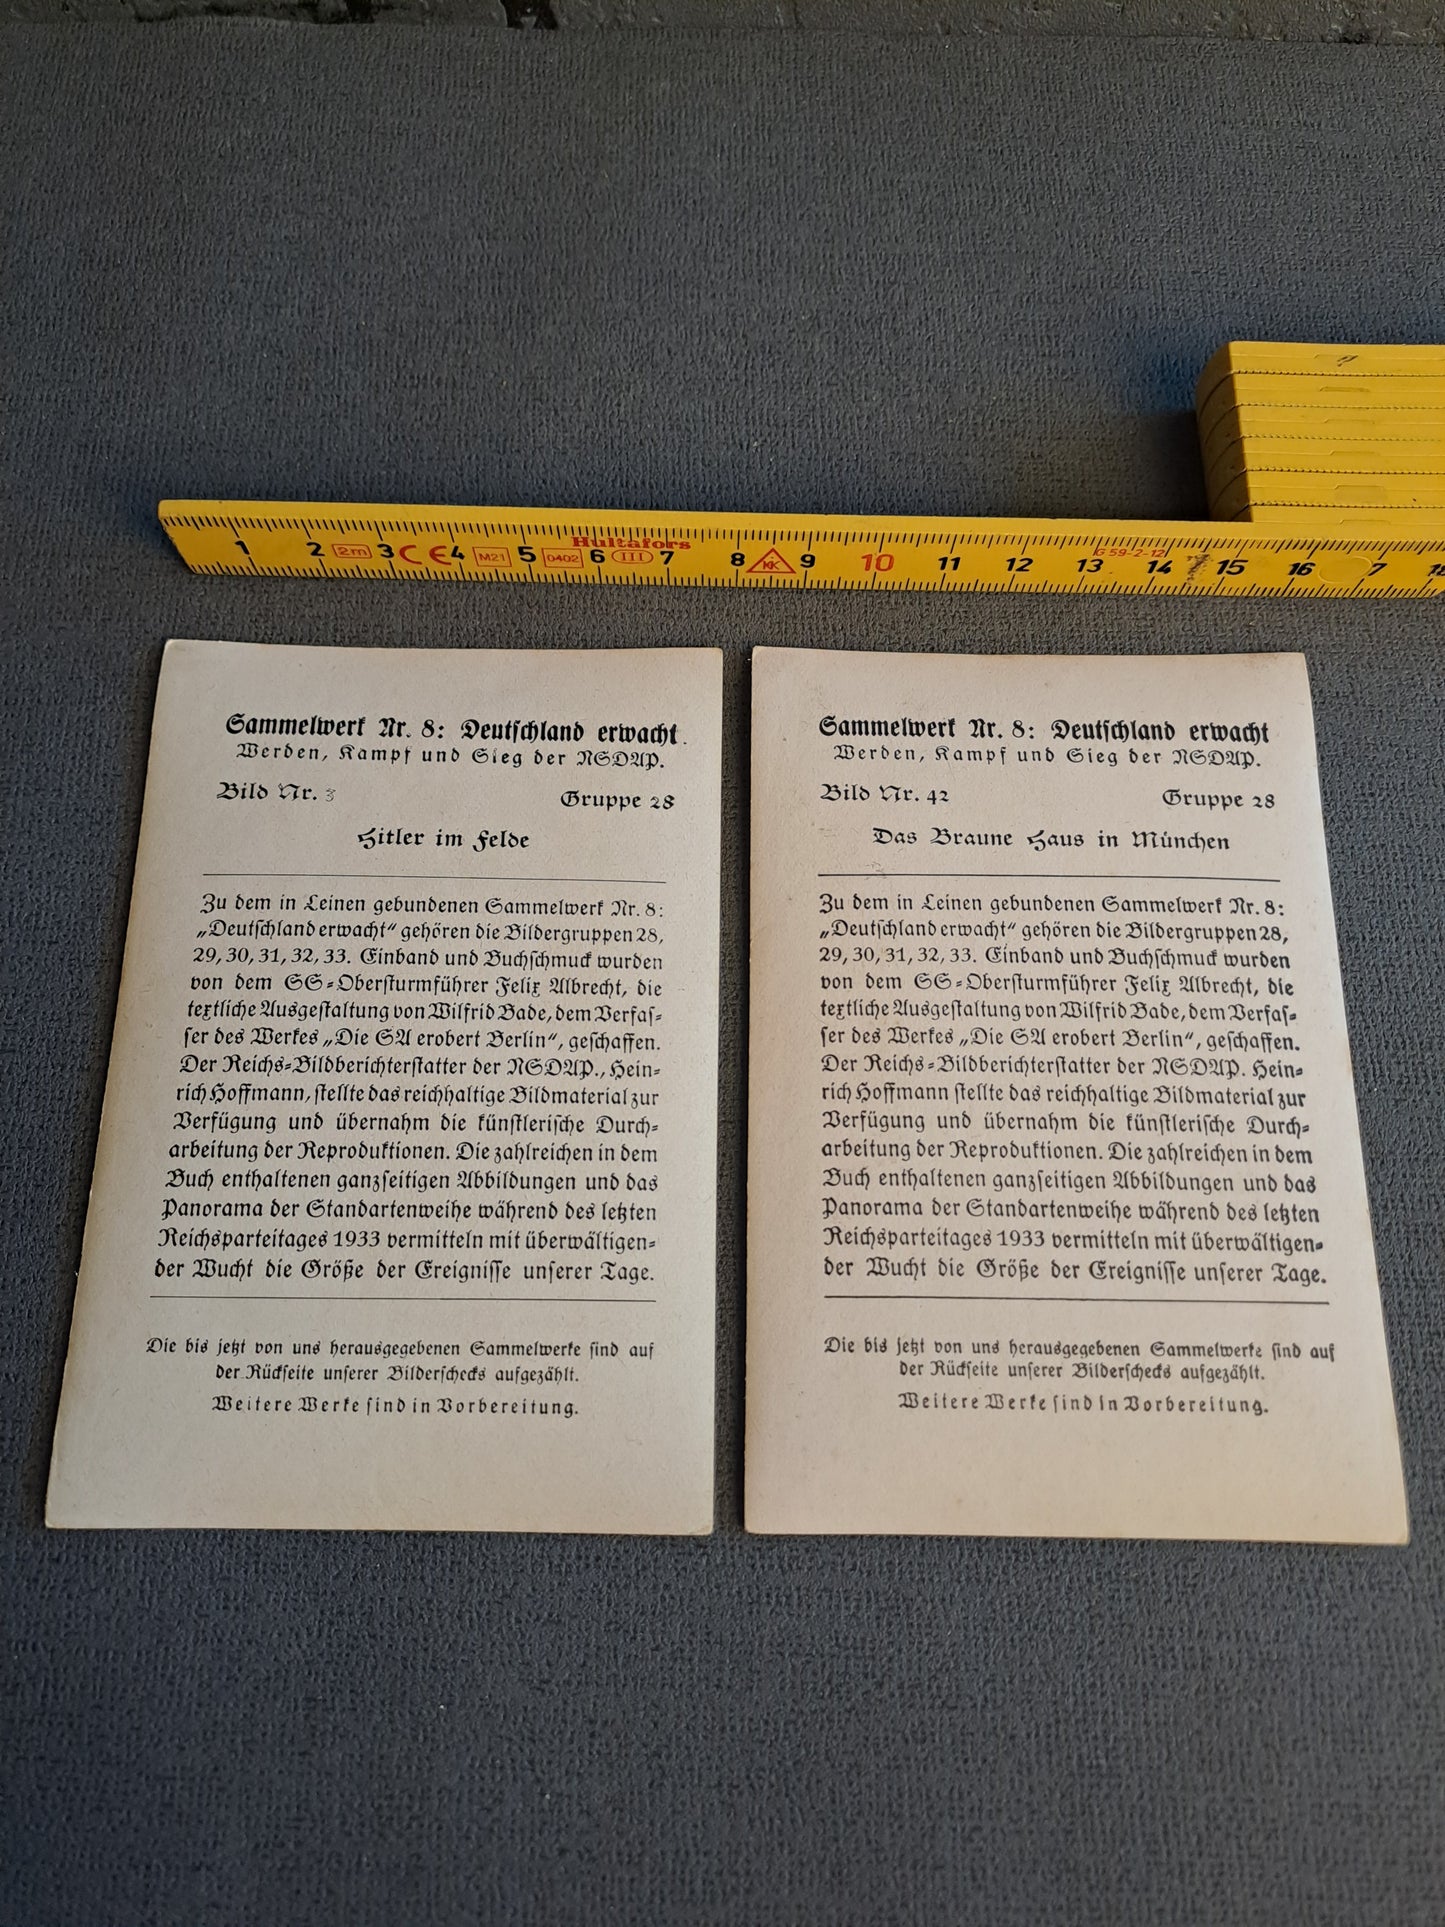 1 2 2m 3 CE 4 M21 5 0402 6 III 7 8 KK 9 10 11 12 13 14 15 16 7
Hultafors
G 59-2-12
Sammelwerk Nr. 8: Deutschland erwacht
Werden, Kampf und Sieg der NSDAP.
Bild Nr. 3 Gruppe 28
Hitler im Felde
Zu dem in Leinen gebundenen Sammelwerk Nr. 8:
„Deutschland erwacht“ gehören die Bildergruppen 28,
29, 30, 31, 32, 33. Einband und Buchschmuck wurden
von dem SS-Obersturmführer Felix Albrecht, die
textliche Ausgestaltung von Wilfrid Bade, dem Verfas-
ser des Werkes „Die SA erobert Berlin“, geschaffen.
Der Reichs-Bildberichterstatter der NSDAP., Hein-
rich Hoffmann, stellte das reichhaltige Bildmaterial zur
Verfügung und übernahm die künstlerische Durch-
arbeitung der Reproduktionen. Die zahlreichen in dem
Buch enthaltenen ganzseitigen Abbildungen und das
Panorama der Standartenweihe während des letzten
Reichsparteitages 1933 vermitteln mit überwältigen-
der Wucht die Größe der Ereignisse unserer Tage.
Die bis jetzt von uns herausgegebenen Sammelwerke sind auf
der Rückseite unserer Bilderschecks aufgezählt.
Weitere Werke sind in Vorbereitung.
Sammelwerk Nr. 8: Deutschland erwacht
Werden, Kampf und Sieg der NSDAP.
Bild Nr. 42 Gruppe 28
Das Braune Haus in München
Zu dem in Leinen gebundenen Sammelwerk Nr. 8:
„Deutschland erwacht“ gehören die Bildergruppen 28,
29, 30, 31, 32, 33. Einband und Buchschmuck wurden
von dem SS-Obersturmführer Felix Albrecht, die
textliche Ausgestaltung von Wilfrid Bade, dem Verfas-
ser des Werkes „Die SA erobert Berlin“, geschaffen.
Der Reichs-Bildberichterstatter der NSDAP. Hein-
rich Hoffmann stellte das reichhaltige Bildmaterial zur
Verfügung und übernahm die künstlerische Durch-
arbeitung der Reproduktionen. Die zahlreichen in dem
Buch enthaltenen ganzseitigen Abbildungen und das
Panorama der Standartenweihe während des letzten
Reichsparteitages 1933 vermitteln mit überwältigen-
der Wucht die Größe der Ereignisse unserer Tage.
Die bis jetzt von uns herausgegebenen Sammelwerke sind auf
der Rückseite unserer Bilderschecks aufgezählt.
Weitere Werke sind in Vorbereitung.